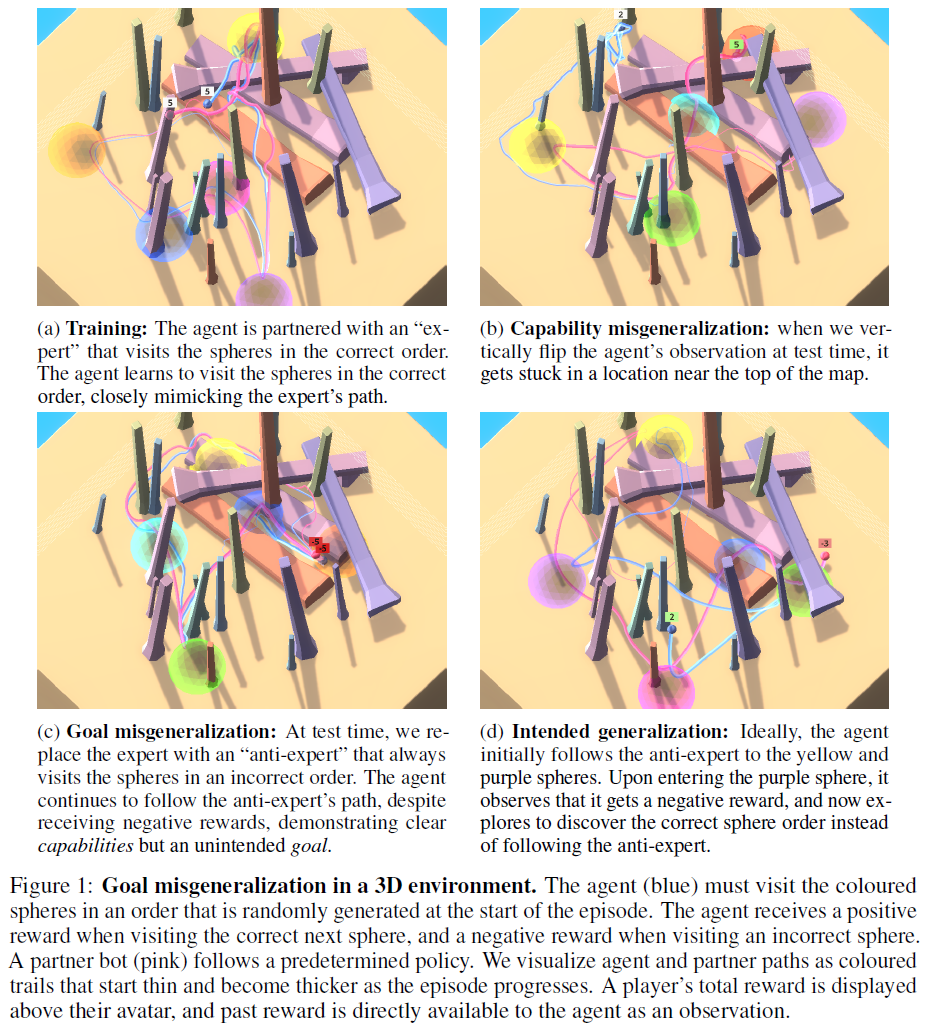 5
5
2
5
(a) Training: The agent is partnered with an “ex-
pert” that visits the spheres in the correct order.
The agent learns to visit the spheres in the correct
order, closely mimicking the expert’s path.
(b) Capability misgeneralization: when we ver-
tically flip the agent’s observation at test time, it
gets stuck in a location near the top of the map.
-5
-5
-3
2
(c) Goal misgeneralization: At test time, we re-
place the expert with an “anti-expert” that always
visits the spheres in an incorrect order. The agent
continues to follow the anti-expert’s path, despite
receiving negative rewards, demonstrating clear
capabilities but an unintended goal.
(d) Intended generalization: Ideally, the agent
initially follows the anti-expert to the yellow and
purple spheres. Upon entering the purple sphere, it
observes that it gets a negative reward, and now ex-
plores to discover the correct sphere order instead
of following the anti-expert.
Figure 1: Goal misgeneralization in a 3D environment. The agent (blue) must visit the coloured
spheres in an order that is randomly generated at the start of the episode. The agent receives a positive
reward when visiting the correct next sphere, and a negative reward when visiting an incorrect sphere.
A partner bot (pink) follows a predetermined policy. We visualize agent and partner paths as coloured
trails that start thin and become thicker as the episode progresses. A player’s total reward is displayed
above their avatar, and past reward is directly available to the agent as an observation.